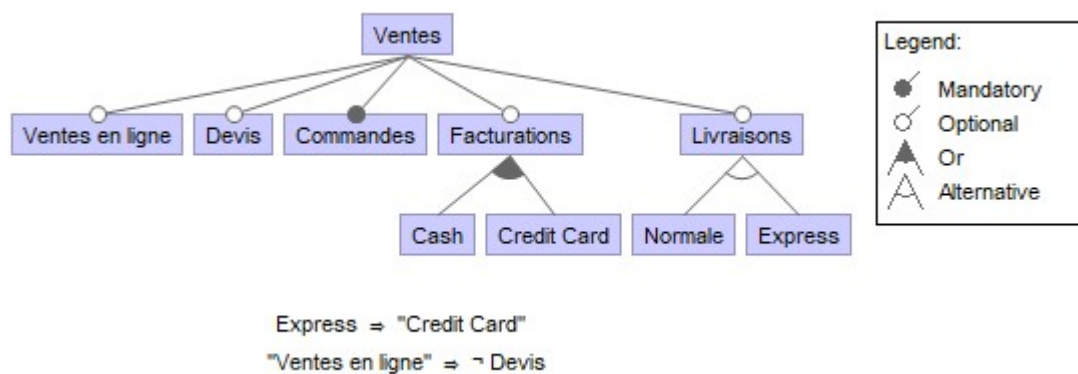 Ventes
Legend:
Mandatory
Optional
Or
Alternative
Ventes en ligne Devis Commandes Facturations Livraisons
Cash Credit Card Normale Express
Express ⇒ "Credit Card"
"Ventes en ligne" ⇒ ¬ Devis